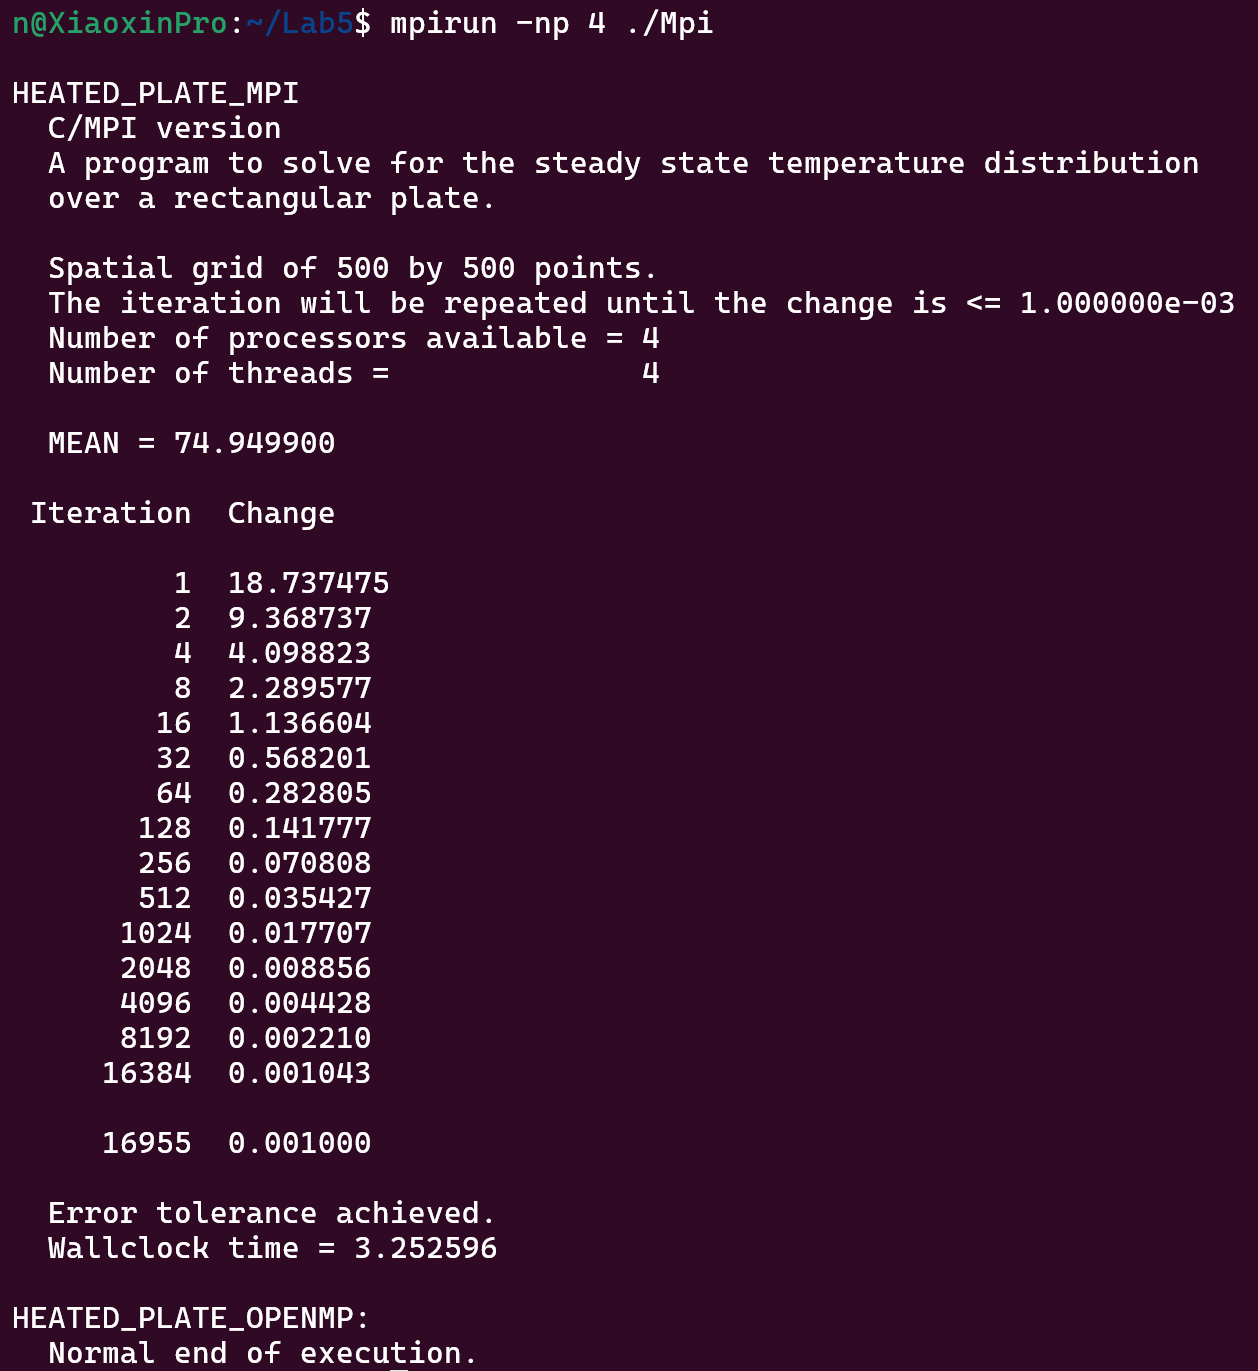 n@XiaoxinPro:~/Lab5$ mpirun -np 4 ./Mpi
HEATED_PLATE_MPI
C/MPI version
A program to solve for the steady state temperature distribution
over a rectangular plate.
Spatial grid of 500 by 500 points.
The iteration will be repeated until the change is <= 1.000000e-03
Number of processors available = 4
Number of threads =              4
MEAN = 74.949900
Iteration  Change
1  18.737475
2  9.368737
4  4.098823
8  2.289577
16  1.136604
32  0.568201
64  0.282805
128  0.141777
256  0.070808
512  0.035427
1024  0.017707
2048  0.008856
4096  0.004428
8192  0.002210
16384  0.001043
16955  0.001000
Error tolerance achieved.
Wallclock time = 3.252596
HEATED_PLATE_OPENMP:
Normal end of execution.